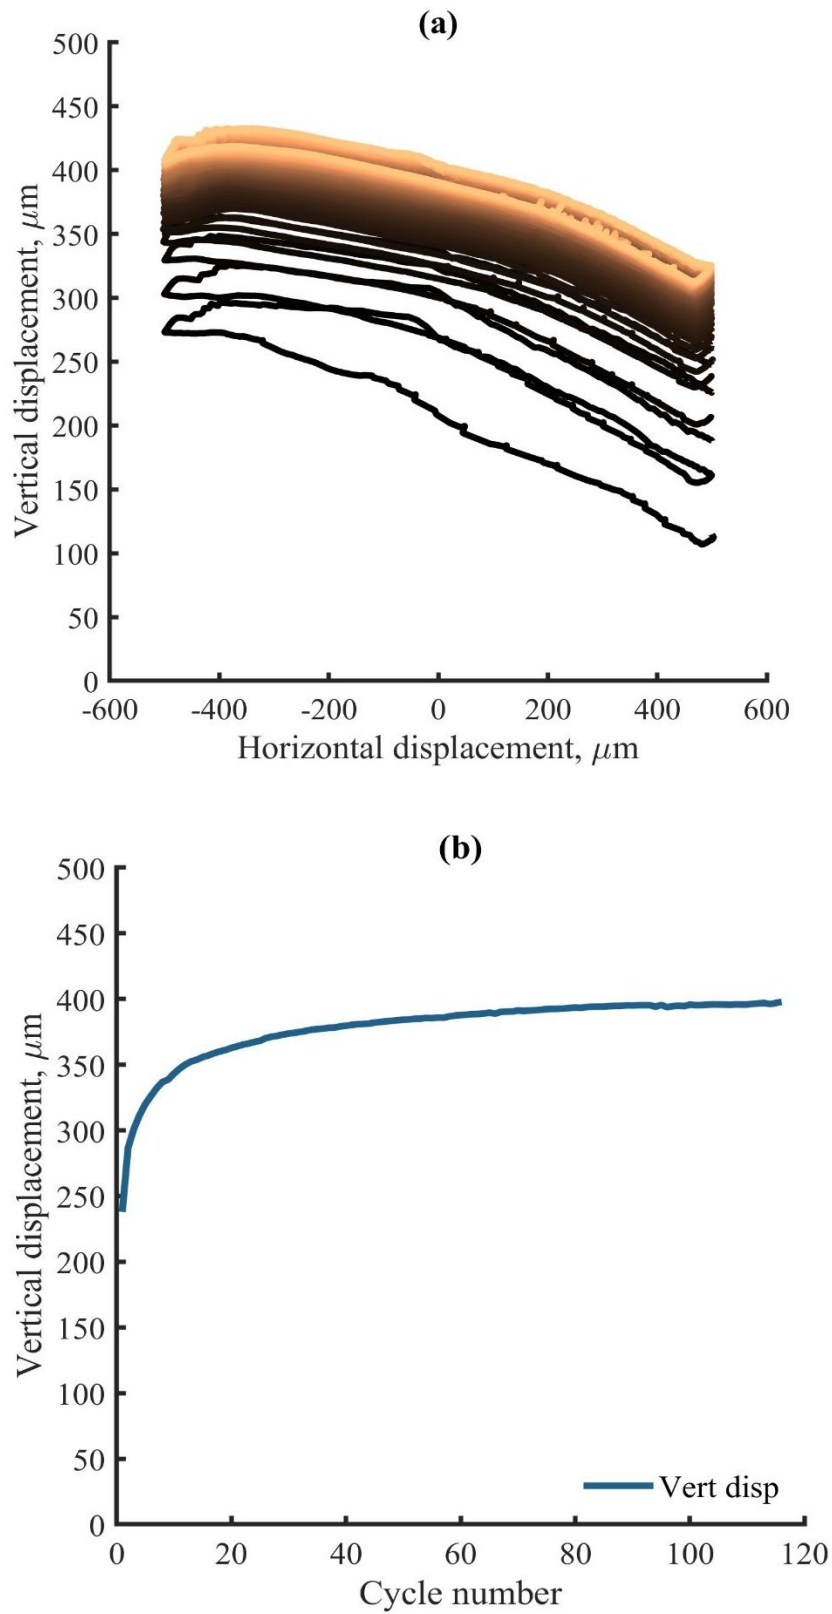 (a)
500
450
400
350
300
250
200
150
100
50
0
Vertical displacement, μm
-600 -400 -200 0 200 400 600
Horizontal displacement, μm
(b)
500
450
400
350
300
250
200
150
100
50
0
Vertical displacement, μm
Vert disp
0 20 40 60 80 100 120
Cycle number